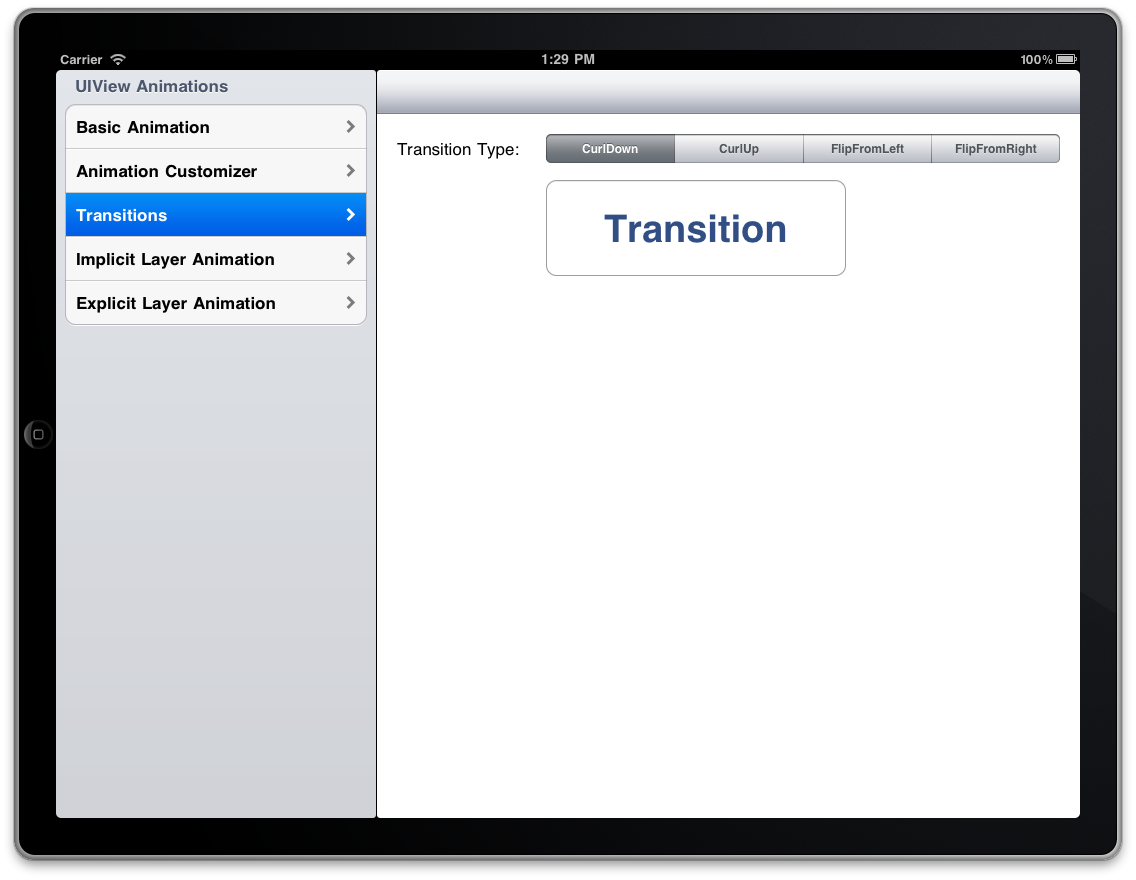 Carrier 1:29 PM 100%
UIView Animations
Basic Animation
Animation Customizer
Transitions
Implicit Layer Animation
Explicit Layer Animation
Transition Type: CurlDown CurlUp FlipFromLeft FlipFromRight
Transition